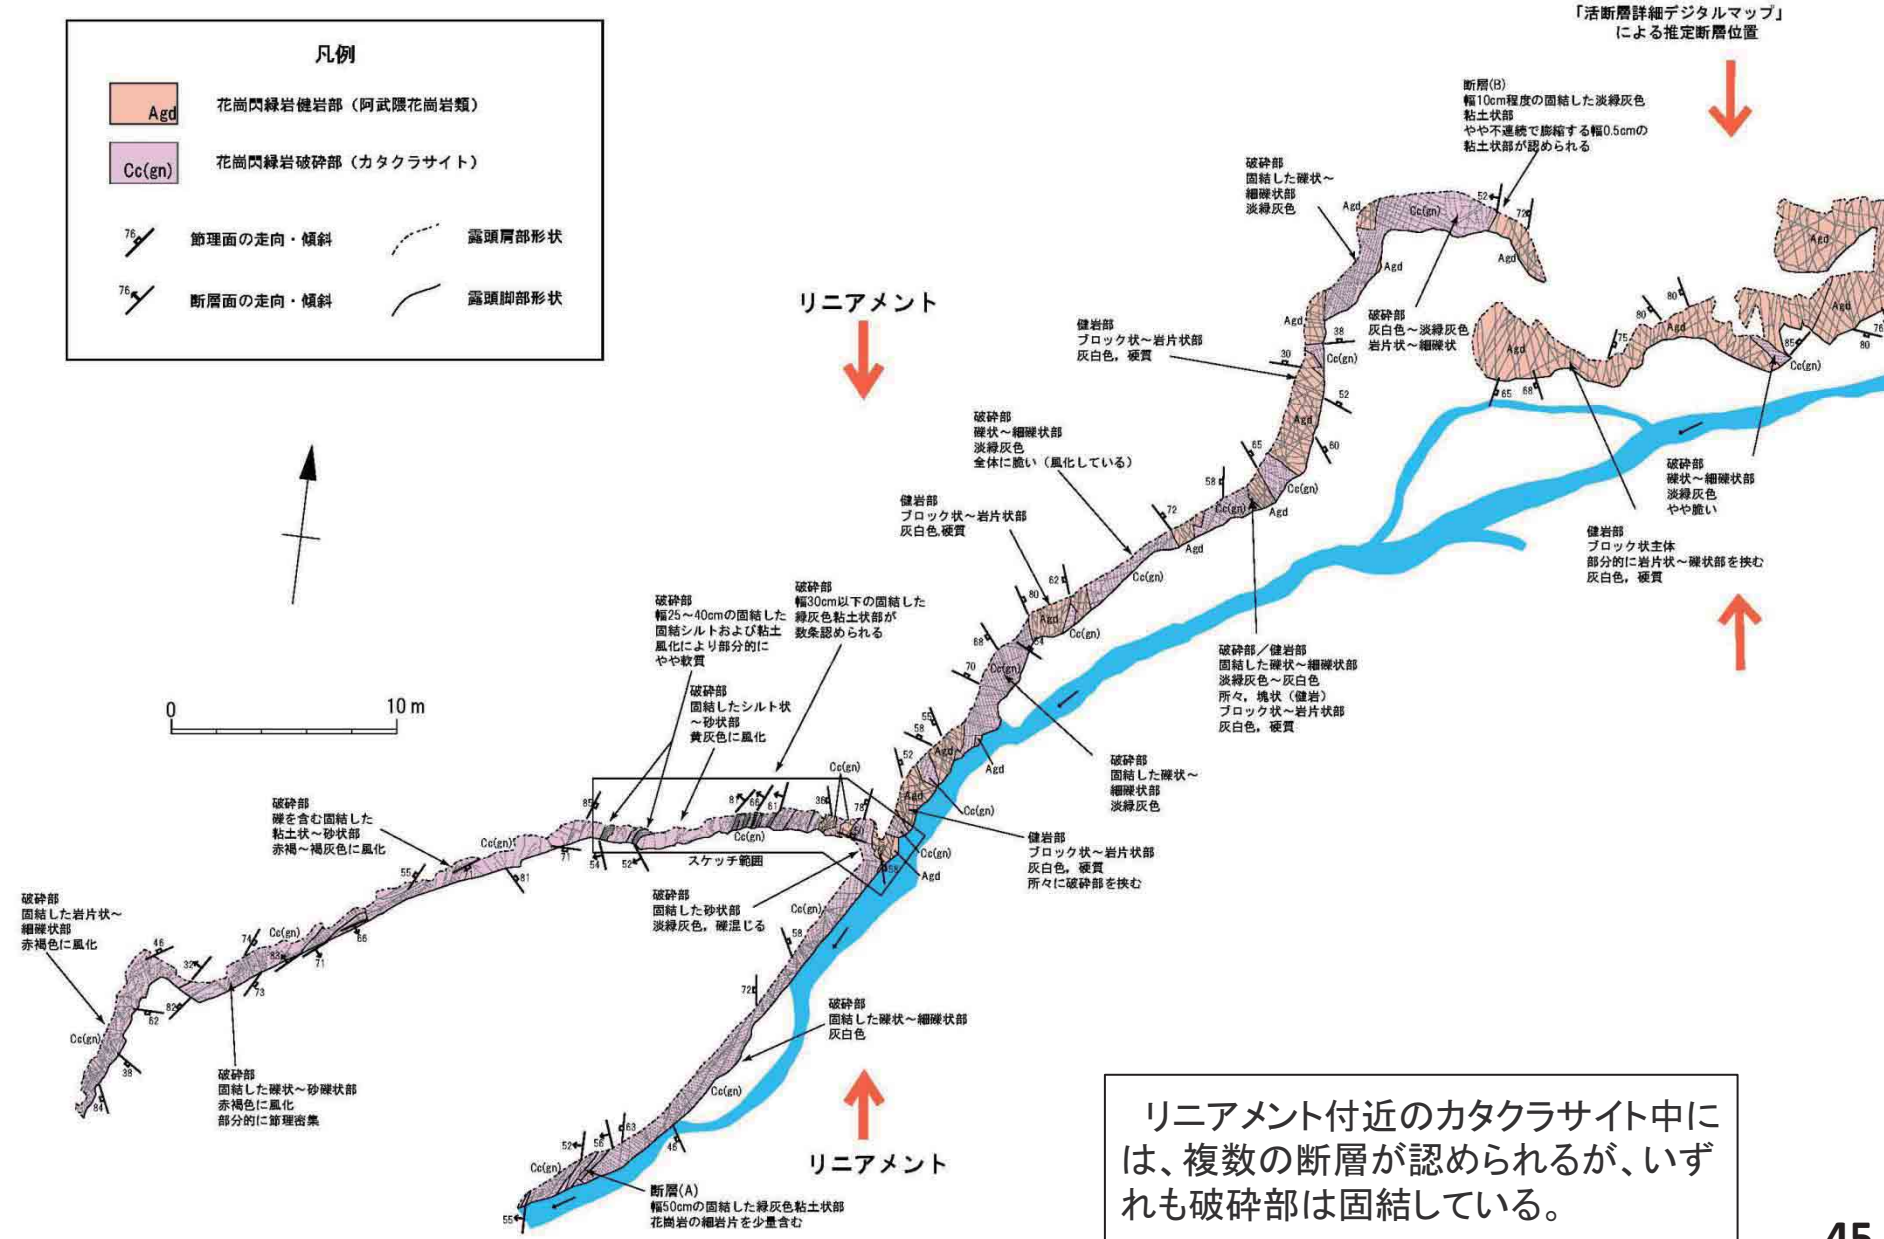 凡例
Agd
花崗閃緑岩健岩部（阿武隈花崗岩類）
Cc(gn)
花崗閃緑岩破砕部（カタクラサイト）
76
節理面の走向・傾斜
露頭肩部形状
76
断層面の走向・傾斜
露頭脚部形状
「活断層詳細デジタルマップ」
による推定断層位置
断層(B)
幅10cm程度の固結した淡緑灰色
粘土状部
やや不連続で膨縮する幅0.5cmの
粘土状部が認められる
破砕部
固結した礫状～
細礫状部
淡緑灰色
リニアメント
健岩部
ブロック状～岩片状部
灰白色，硬質
破砕部
灰白色～淡緑灰色
岩片状～細礫状
破砕部
礫状～細礫状部
淡緑灰色
全体に脆い（風化している）
健岩部
ブロック状～岩片状部
灰白色,硬質
破砕部
礫状～細礫状部
淡緑灰色
やや脆い
健岩部
ブロック状主体
部分的に岩片状～礫状部を挟む
灰白色，硬質
破砕部
幅30cm以下の固結した
緑灰色粘土状部が
数条認められる
破砕部
幅25～40cmの固結した
固結シルトおよび粘土
風化により部分的に
やや軟質
破砕部／健岩部
固結した礫状～細礫状部
淡緑灰色～灰白色
所々，塊状（健岩）
ブロック状～岩片状部
灰白色，硬質
破砕部
固結したシルト状
～砂状部
黄灰色に風化
0
10 m
破砕部
固結した礫状～
細礫状部
淡緑灰色
破砕部
礫を含む固結した
粘土状～砂状部
赤褐～褐灰色に風化
健岩部
ブロック状～岩片状部
灰白色，硬質
所々に破砕部を挟む
スケッチ範囲
破砕部
固結した砂状部
淡緑灰色，礫混じる
破砕部
固結した岩片状～
細礫状部
赤褐色に風化
破砕部
固結した礫状～細礫状部
灰白色
破砕部
固結した礫状～砂礫状部
赤褐色に風化
部分的に節理密集
リニアメント
断層(A)
幅50cmの固結した緑灰色粘土状部
花崗岩の細岩片を少量含む
リニアメント付近のカタクラサイト中に
は、複数の断層が認められるが、いず
れも破砕部は固結している。
45